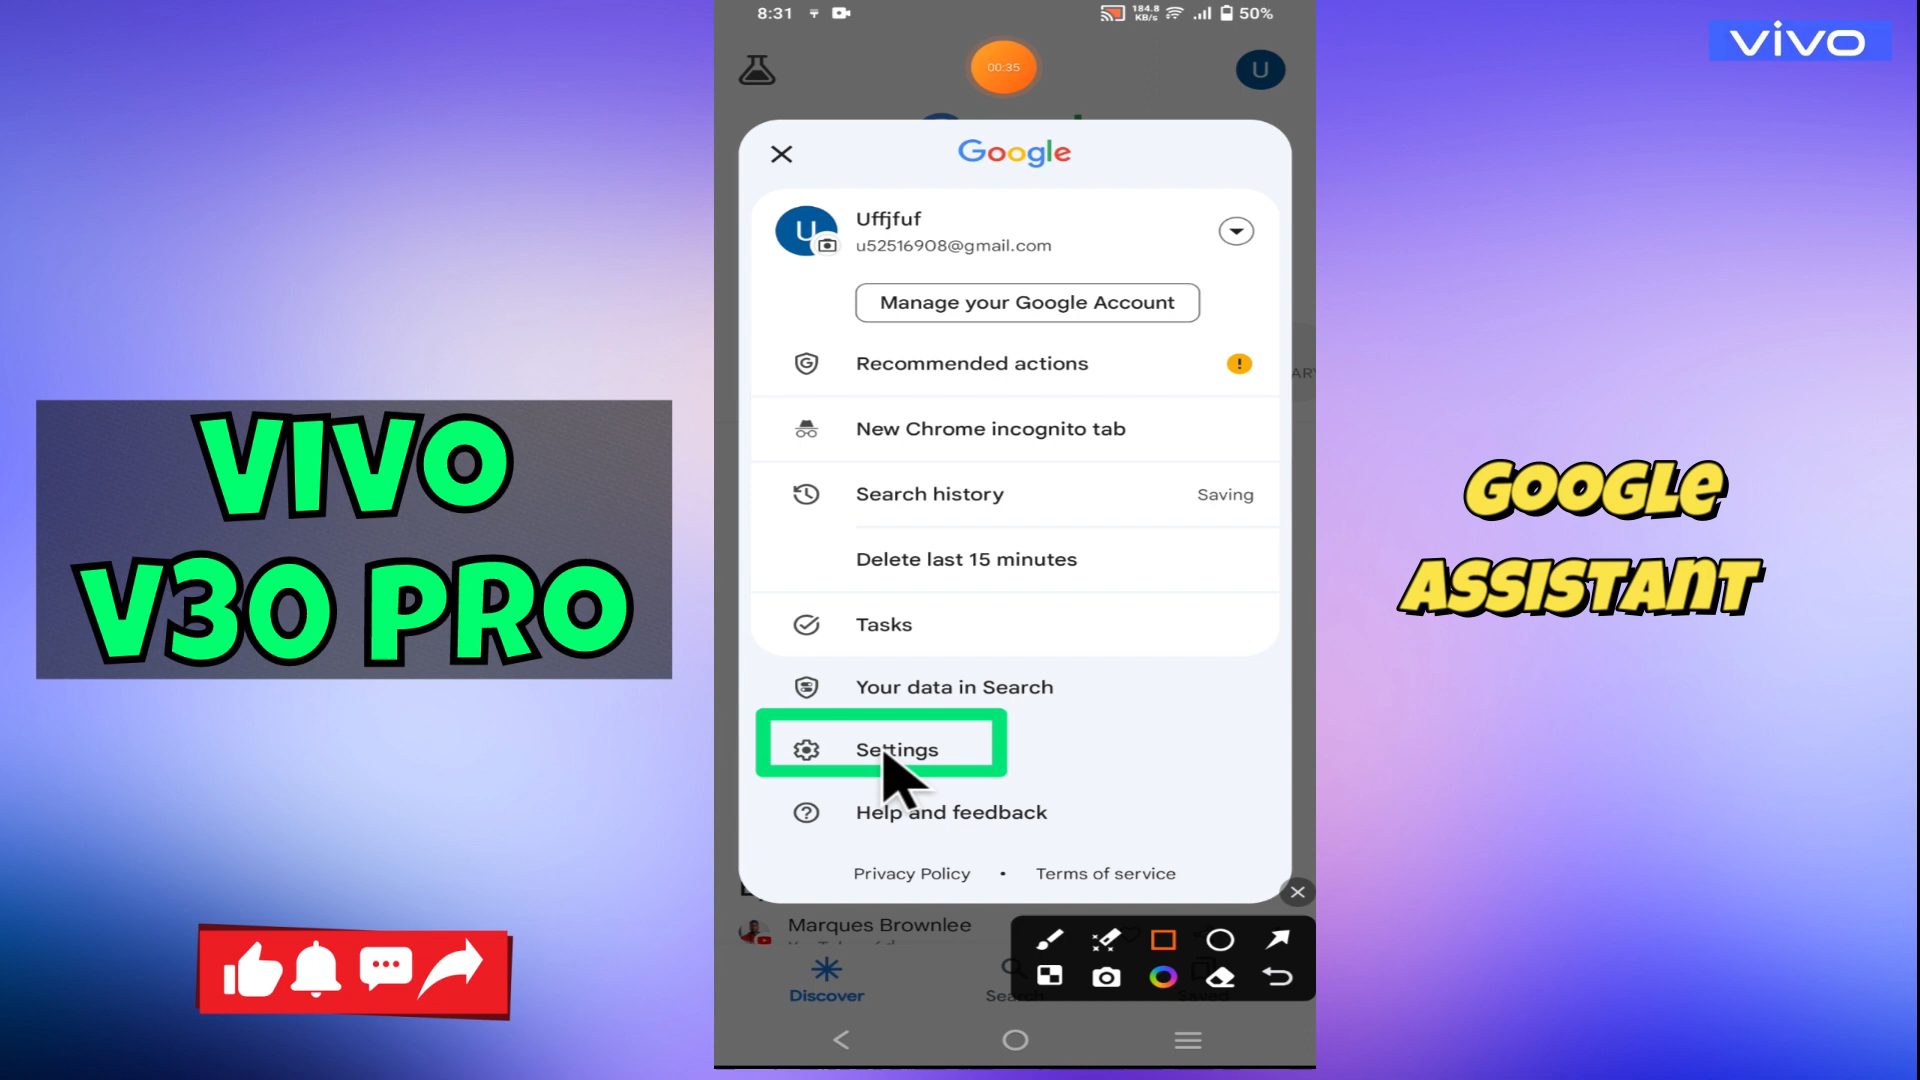 8:31
184.8
KB/s
50%
vivo
00:35
U
Google
U
Uffjfuf
u52516908@gmail.com
Manage your Google Account
Recommended actions
New Chrome incognito tab
Search history
Saving
Delete last 15 minutes
Tasks
Your data in Search
Settings
Help and feedback
Privacy Policy • Terms of service
Marques Brownlee
Discover
Search
VIVO
V30 PRO
GOOGLE
ASSISTANT